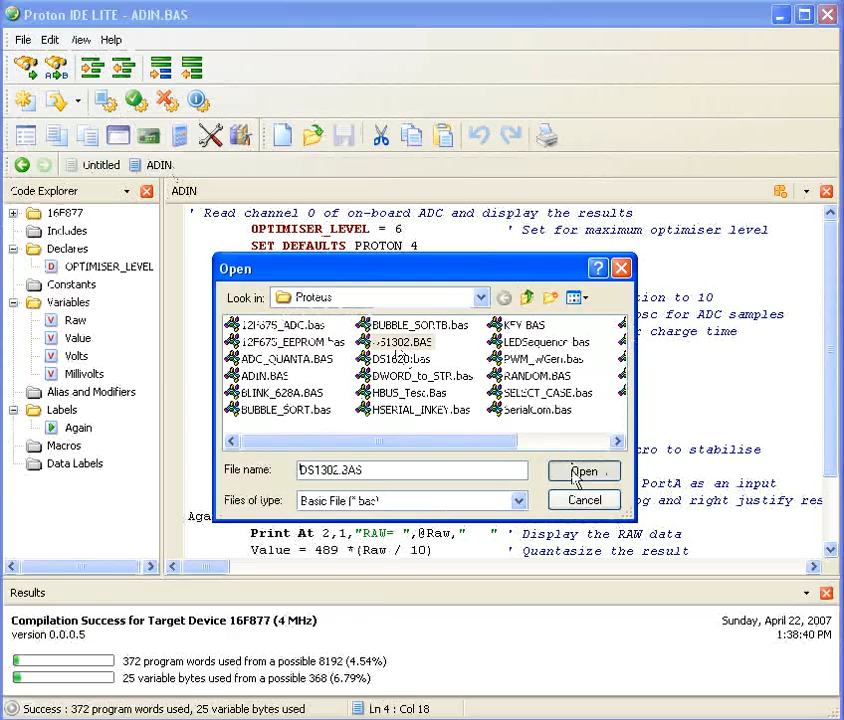 Proton IDE LITE - ADIN.BAS
File Edit View Help
Untitled ADIN
Code Explorer
16F877
Includes
Declares
OPTIMISER_LEVEL
Constants
Variables
Raw
Value
Volts
Millivolts
Alias and Modifiers
Labels
Again
Macros
Data Labels
ADIN
' Read channel 0 of on-board ADC and display the results
OPTIMISER_LEVEL = 6 ' Set for maximum optimiser level
SET DEFAULTS PROTON 4
Open
Look in: Proteus
12F675_ADC.bas BUBBLE_SORTB.bas KEY.BAS
12F675_EEPROM.bas DS1302.BAS LEDSequencer.bas
ADC_QUANTA.BAS DS1620.bas PWM_WGen.bas
ADIN.BAS DWORD_to_STR.bas RANDOM.BAS
BLINK_628A.BAS HBUS_Test.Bas SELECT_CASE.bas
BUBBLE_SORT.bas HSERIAL_INKEY.bas Serialcom.bas
File name: DS1302.BAS Open
Files of type: Basic File (*.bas) Cancel
tion to 10
osc for ADC samples
charge time
cro to stabilise
PortA as an input
og and right justify res
Aga
Print At 2,1,"RAW= ",@Raw," " ' Display the RAW data
Value = 489 *(Raw / 10) ' Quantasize the result
Results
Compilation Success for Target Device 16F877 (4 MHz)
version 0.0.0.5
Sunday, April 22, 2007
1:38:40 PM
372 program words used from a possible 8192 (4.54%)
25 variable bytes used from a possible 368 (6.79%)
Success : 372 program words used, 25 variable bytes used Ln 4 : Col 18